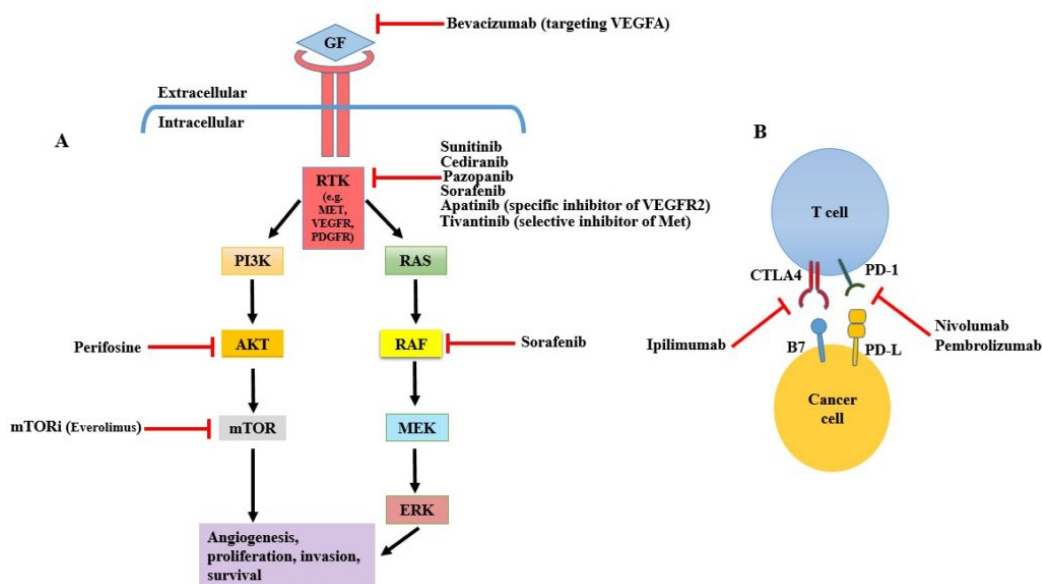 Bevacizumab (targeting VEGFA)
GF
Extracellular
Intracellular
A
RTK
(e.g.
MET,
VEGFR,
PDGFR)
Sunitinib
Cediranib
Pazopanib
Sorafenib
Apatinib (specific inhibitor of VEGFR2)
Tivantinib (selective inhibitor of Met)
PI3K
RAS
Perifosine
AKT
RAF
Sorafenib
mTORi (Everolimus)
mTOR
MEK
ERK
Angiogenesis,
proliferation, invasion,
survival
B
T cell
CTLA4
PD-1
Ipilimumab
Nivolumab
Pembrolizumab
B7
PD-L
Cancer
cell